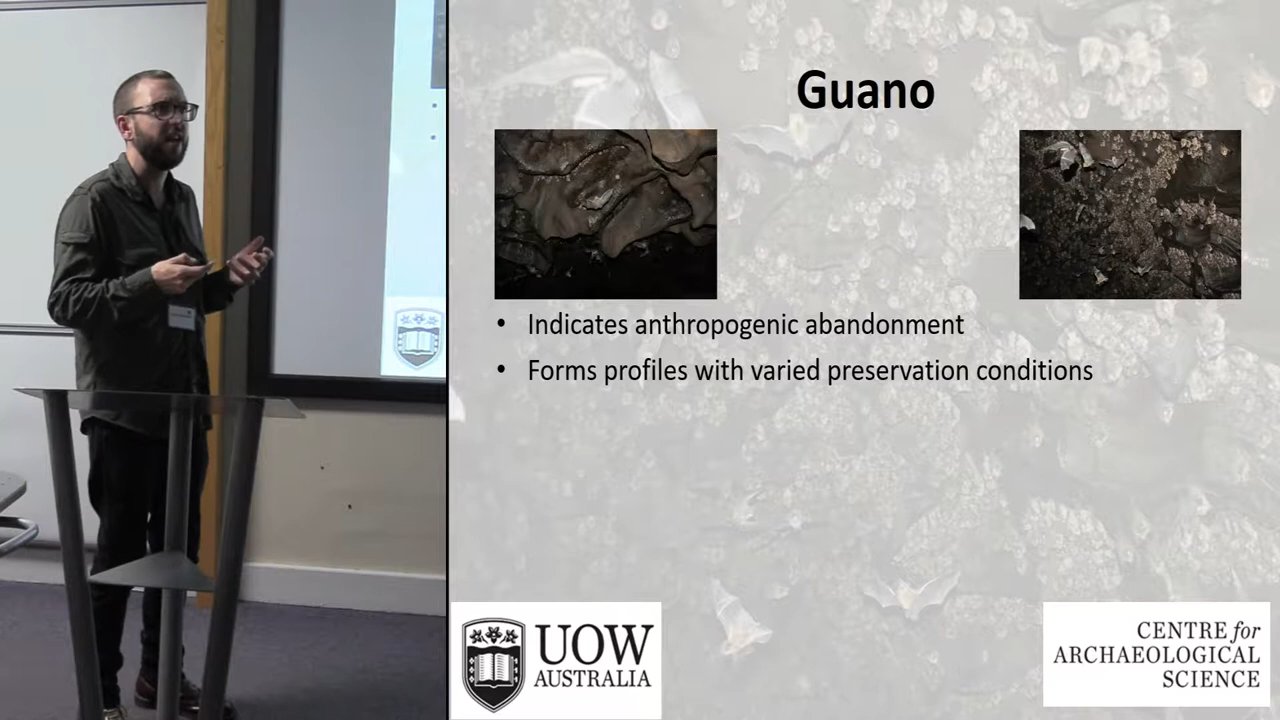 Guano
• Indicates anthropogenic abandonment
• Forms profiles with varied preservation conditions
UOW
AUSTRALIA
CENTRE for
ARCHAEOLOGICAL
SCIENCE